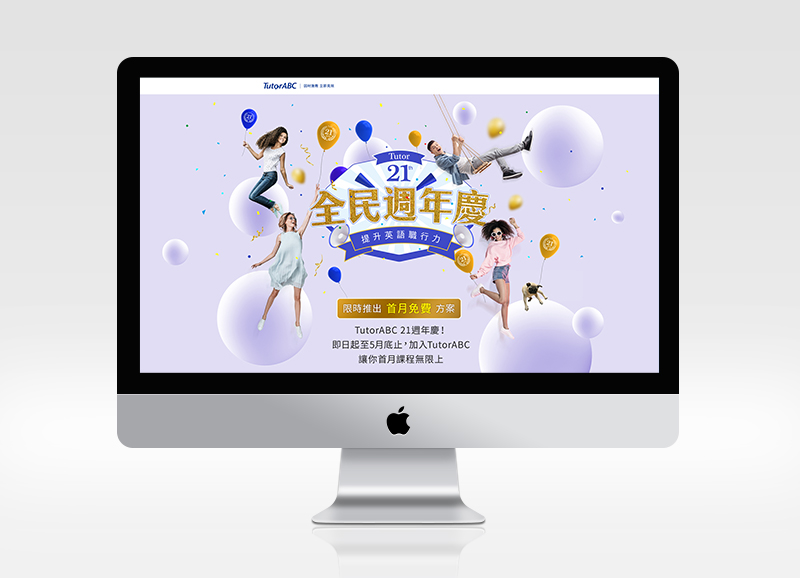 TutorABC
Tutor
21th
全民週年慶
提升英語職行力
限時推出 首月免費 方案
TutorABC 21週年慶！
即日起至5月底止，加入TutorABC
讓你首月課程無限上